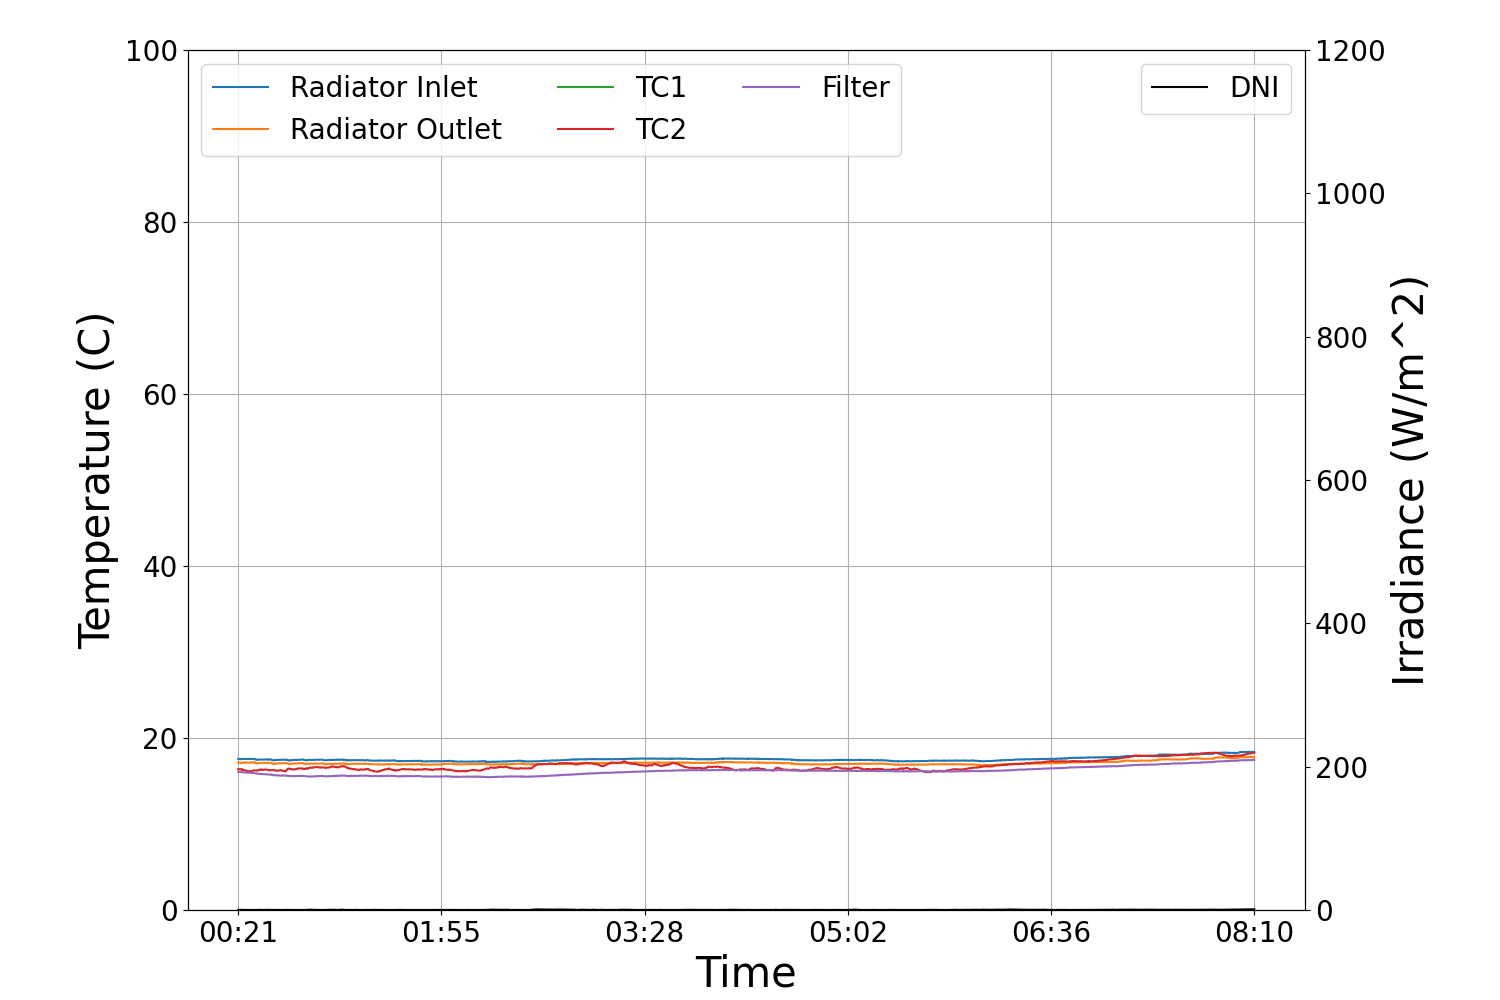 Radiator Inlet
Radiator Outlet
TC1
TC2
Filter
DNI
100
80
60
40
20
0
Temperature (C)
1200
1000
800
600
400
200
0
Irradiance (W/m^2)
00:21 01:55 03:28 05:02 06:36 08:10
Time